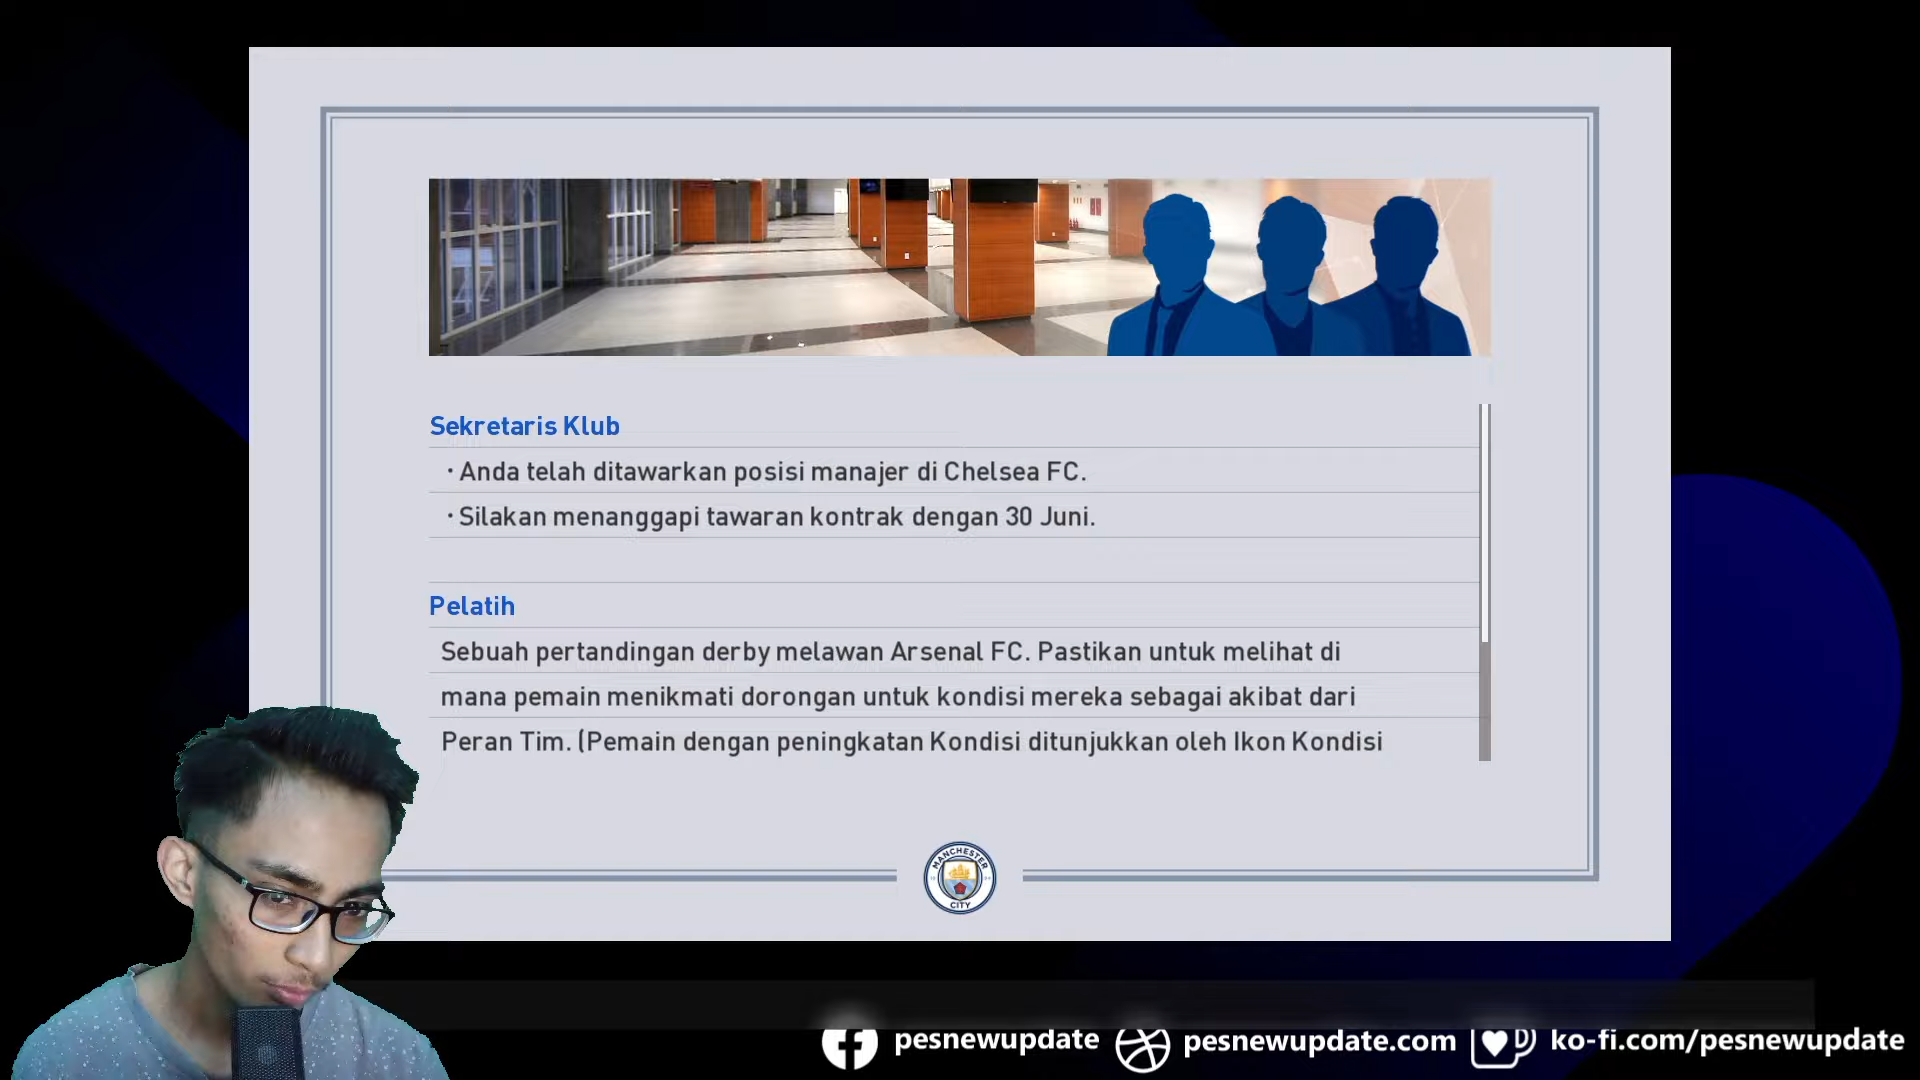 Sekretaris Klub
・Anda telah ditawarkan posisi manajer di Chelsea FC.
・Silakan menanggapi tawaran kontrak dengan 30 Juni.
Pelatih
Sebuah pertandingan derby melawan Arsenal FC. Pastikan untuk melihat di
mana pemain menikmati dorongan untuk kondisi mereka sebagai akibat dari
Peran Tim. (Pemain dengan peningkatan Kondisi ditunjukkan oleh Ikon Kondisi
MANCHESTER
CITY
pesnewupdate pesnewupdate.com ko-fi.com/pesnewupdate